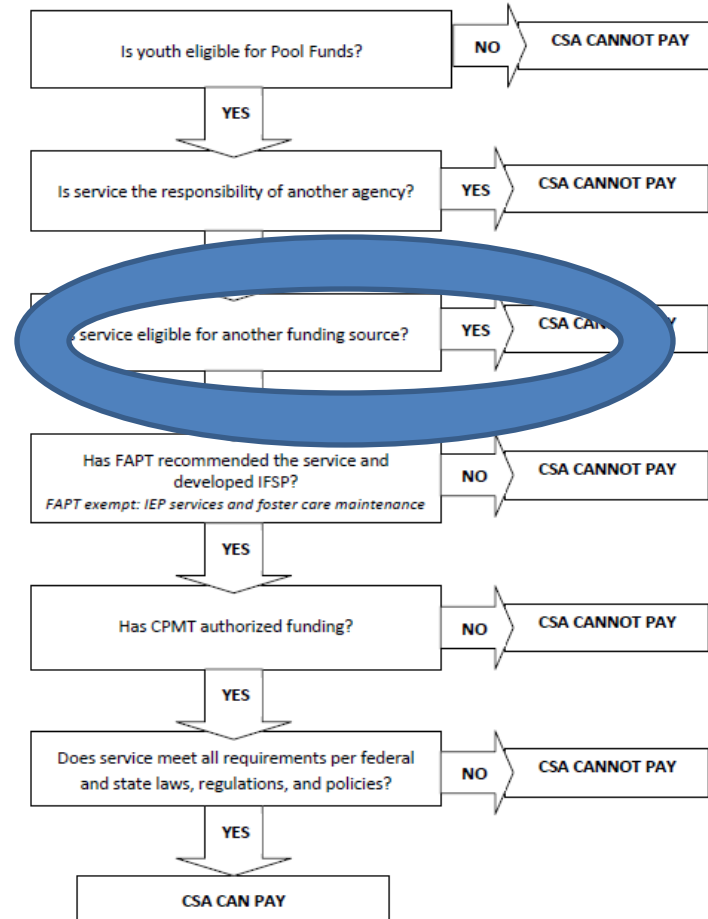 Is youth eligible for Pool Funds?
NO
CSA CANNOT PAY
YES
Is service the responsibility of another agency?
YES
CSA CANNOT PAY
service eligible for another funding source?
YES
CSA CANNOT PAY
Has FAPT recommended the service and
developed IFSP?
FAPT exempt: IEP services and foster care maintenance
NO
CSA CANNOT PAY
YES
Has CPMT authorized funding?
NO
CSA CANNOT PAY
YES
Does service meet all requirements per federal
and state laws, regulations, and policies?
NO
CSA CANNOT PAY
YES
CSA CAN PAY